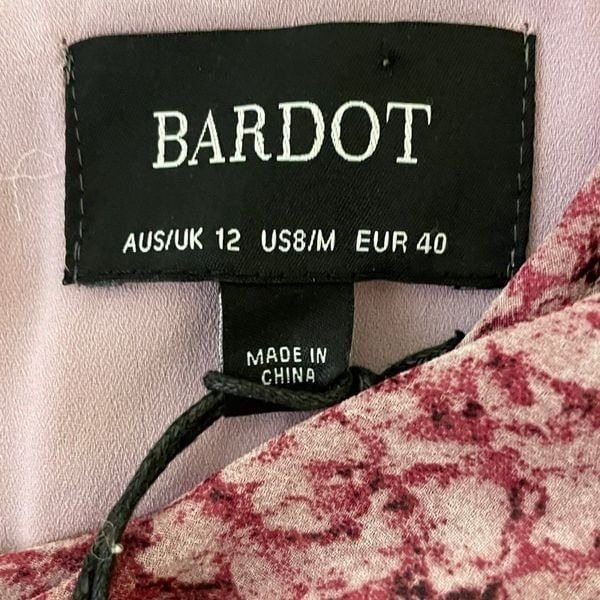 BARDOT
AUS/UK 12 US8/M EUR 40
MADE IN
CHINA